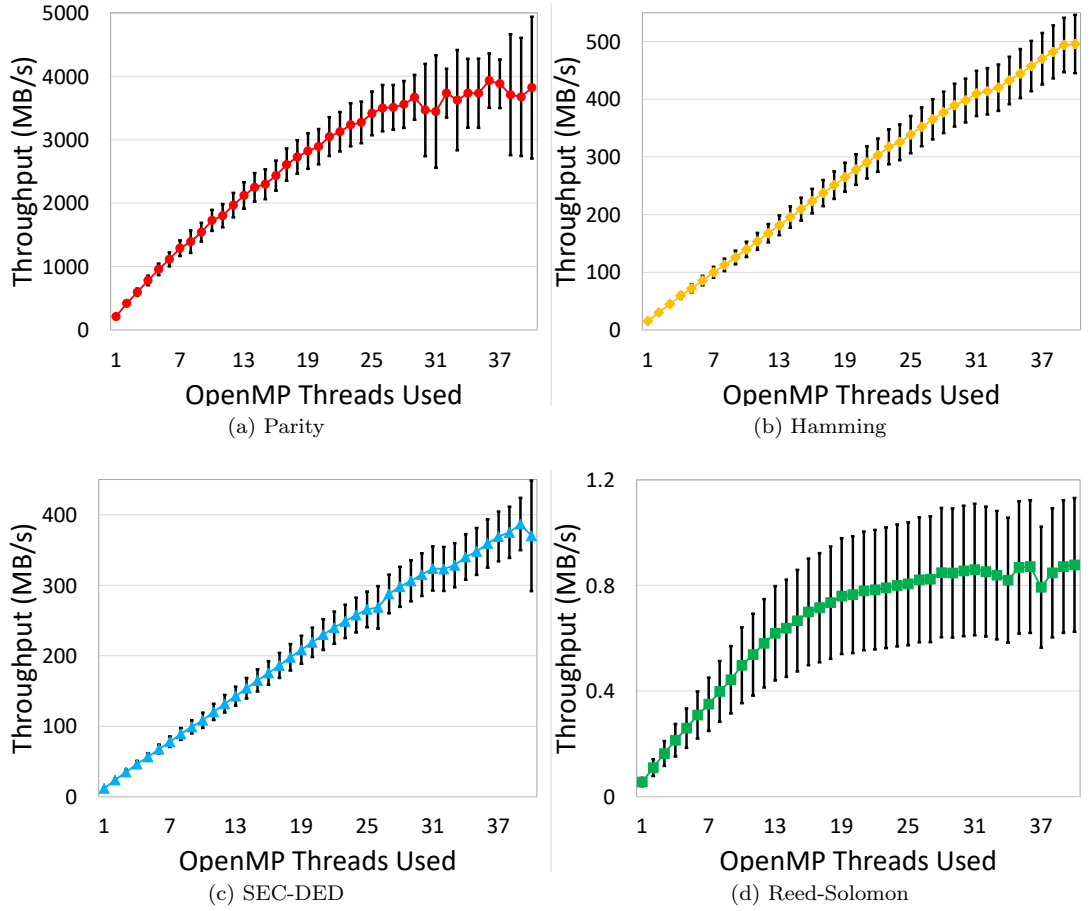 Throughput (MB/s)
5000
4000
3000
2000
1000
0
1 7 13 19 25 31 37
OpenMP Threads Used
(a) Parity
Throughput (MB/s)
500
400
300
200
100
0
1 7 13 19 25 31 37
OpenMP Threads Used
(b) Hamming
Throughput (MB/s)
400
300
200
100
0
1 7 13 19 25 31 37
OpenMP Threads Used
(c) SEC-DED
Throughput (MB/s)
1.2
0.8
0.4
0
1 7 13 19 25 31 37
OpenMP Threads Used
(d) Reed-Solomon